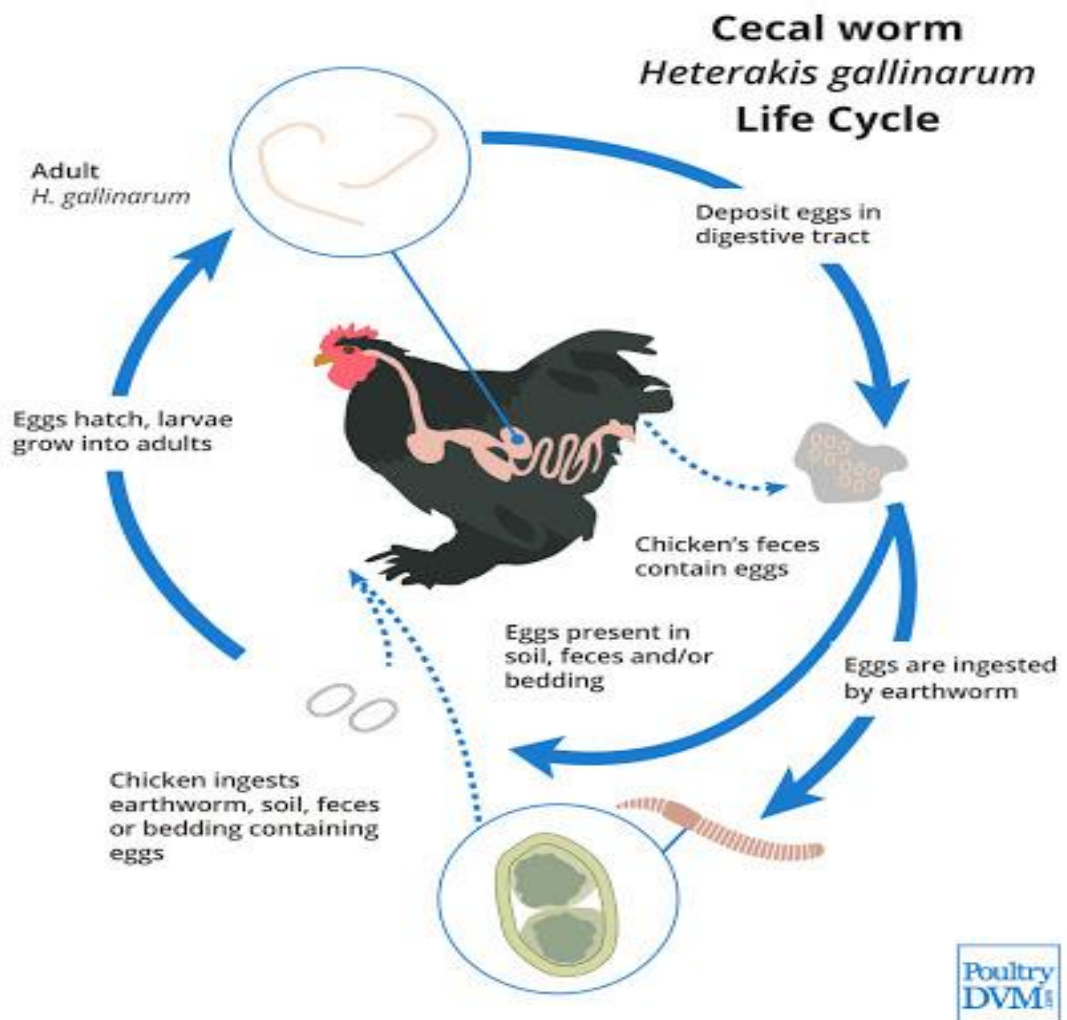 Cecal worm
Heterakis gallinarum
Life Cycle
Adult
H. gallinarum
Deposit eggs in
digestive tract
Eggs hatch, larvae
grow into adults
Chicken's feces
contain eggs
Eggs present in
soil, feces and/or
bedding
Eggs are ingested
by earthworm
Chicken ingests
earthworm, soil, feces
or bedding containing
eggs
Poultry
DVM